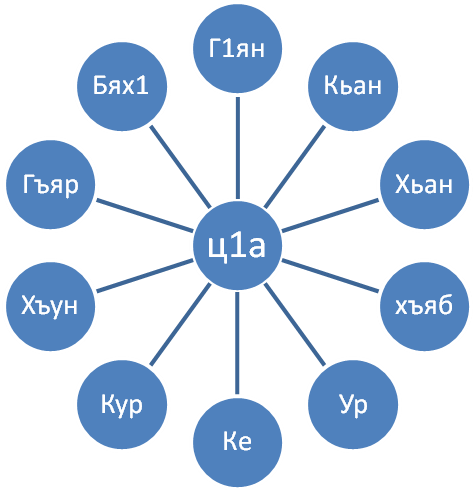 Г1ян
Кьан
Хьан
хъяб
Ур
Ке
Кур
Хъун
Гъяр
Бях1
ц1а